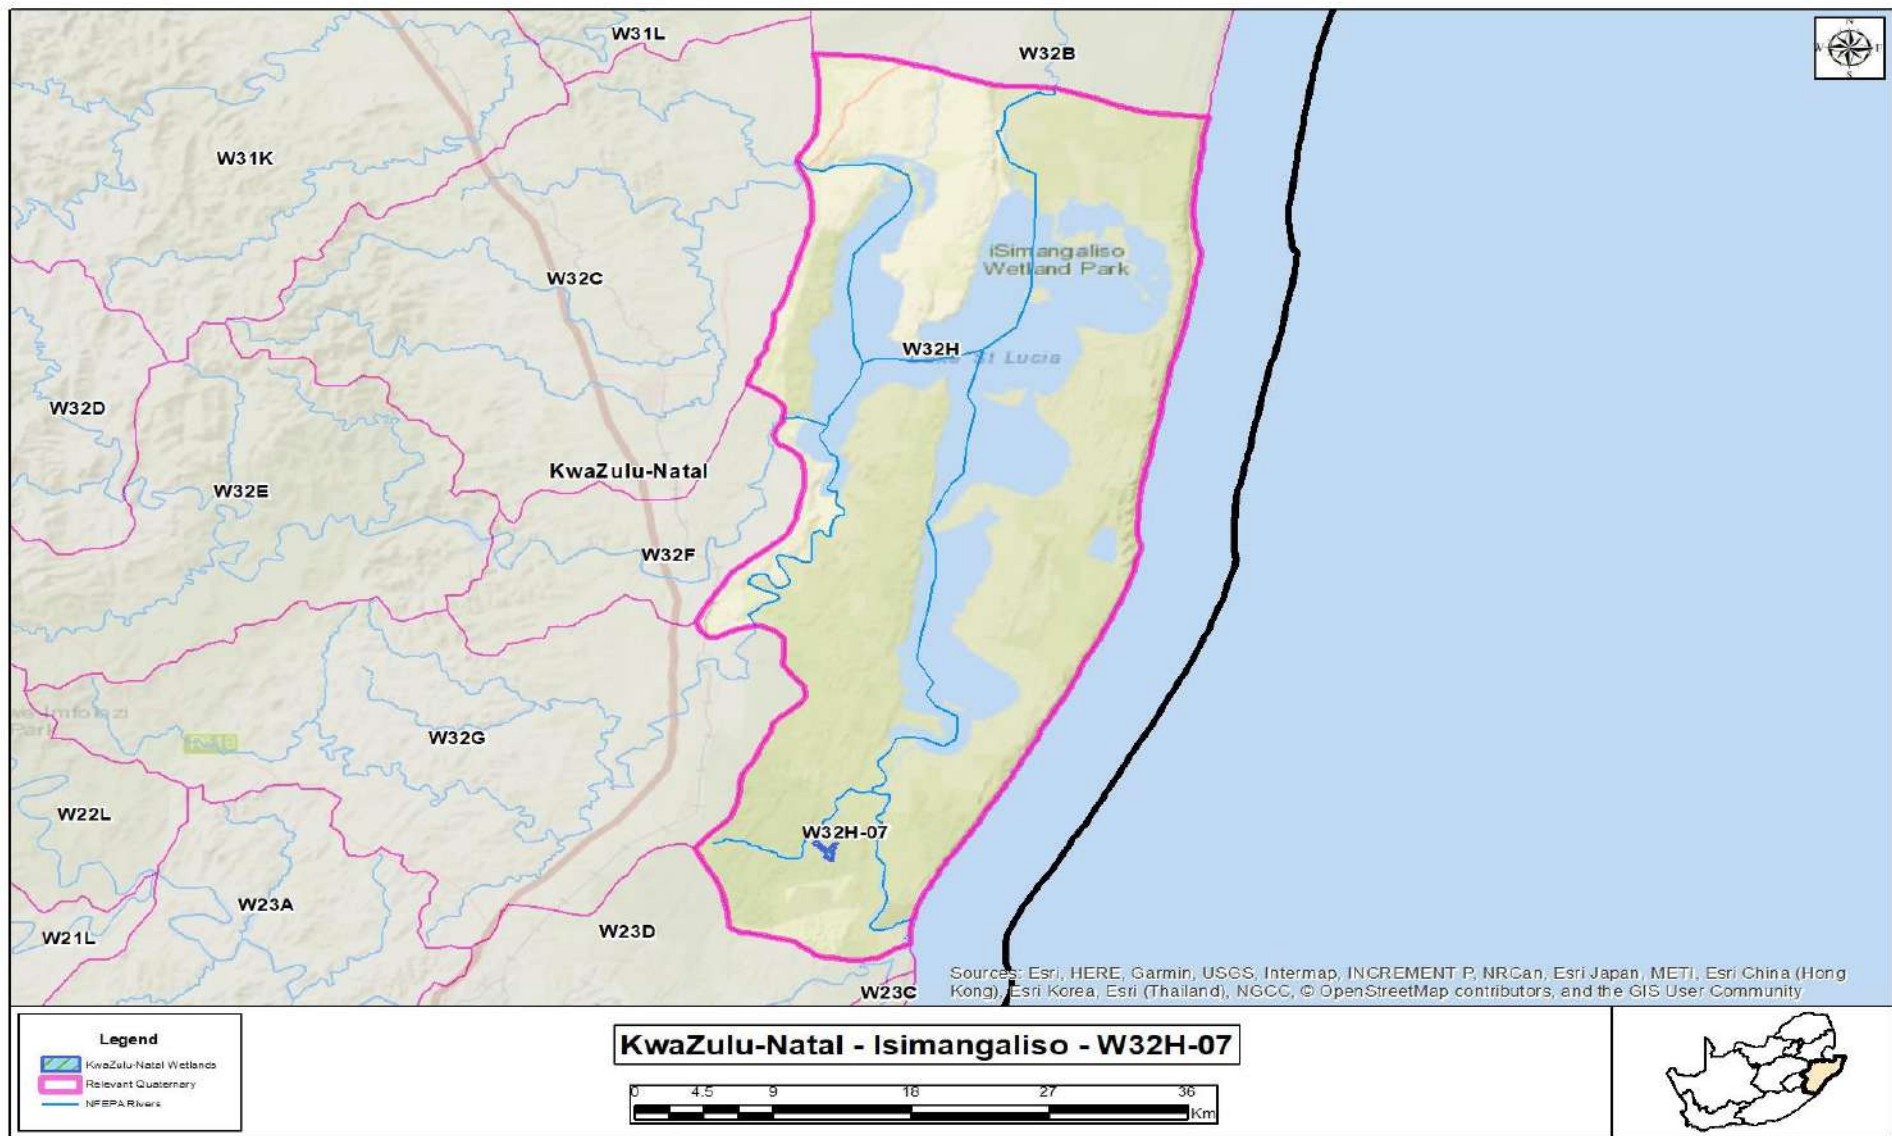 W31L
W32B
N
W E
S
W31K
iSimangaliso
Wetland Park
W32C
W32H
Lake St Lucia
W32D
KwaZulu-Natal
W32E
W32F
Park
W32G
W22L
W32H-07
W23A
W23D
W21L
W23C
Sources: Esri, HERE, Garmin, USGS, Intermap, INCREMENT P, NRCan, Esri Japan, METI, Esri China (Hong
Kong), Esri Korea, Esri (Thailand), NGCC, © OpenStreetMap contributors, and the GIS User Community
Legend
KwaZulu-Natal Wetlands
Relevant Quaternary
NFEPA Rivers
KwaZulu-Natal - Isimangaliso - W32H-07
0 4.5 9 18 27 36
Km